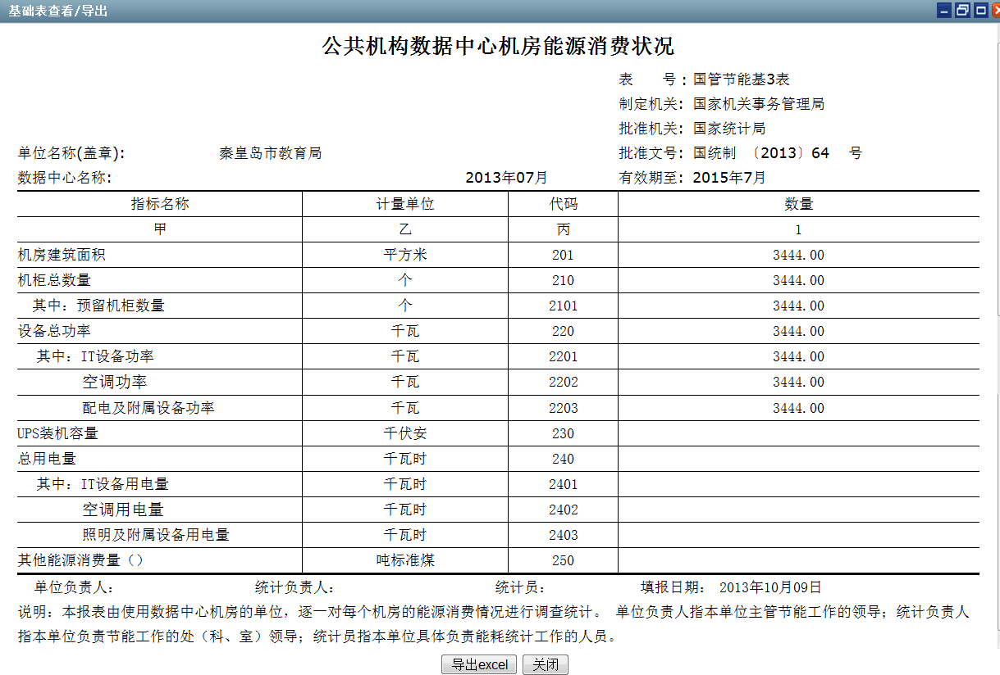 基础表查看/导出
公共机构数据中心机房能源消费状况
表 号：国管节能基3表
制定机关: 国家机关事务管理局
批准机关: 国家统计局
单位名称(盖章): 秦皇岛市教育局 批准文号: 国统制 〔2013〕64 号
数据中心名称: 2013年07月 有效期至: 2015年7月
指标名称 计量单位 代码 数量
甲 乙 丙 1
机房建筑面积 平方米 201 3444.00
机柜总数量 个 210 3444.00
其中: 预留机柜数量 个 2101 3444.00
设备总功率 千瓦 220 3444.00
其中: IT设备功率 千瓦 2201 3444.00
空调功率 千瓦 2202 3444.00
配电及附属设备功率 千瓦 2203 3444.00
UPS装机容量 千伏安 230
总用电量 千瓦时 240
其中: IT设备用电量 千瓦时 2401
空调用电量 千瓦时 2402
照明及附属设备用电量 千瓦时 2403
其他能源消费量（） 吨标准煤 250
单位负责人: 统计负责人: 统计员: 填报日期: 2013年10月09日
说明: 本报表由使用数据中心机房的单位，逐一对每个机房的能源消费情况进行调查统计。 单位负责人指本单位主管节能工作的领导；统计负责人
指本单位负责节能工作的处（科、室）领导；统计员指本单位具体负责能耗统计工作的人员。
导出excel 关闭